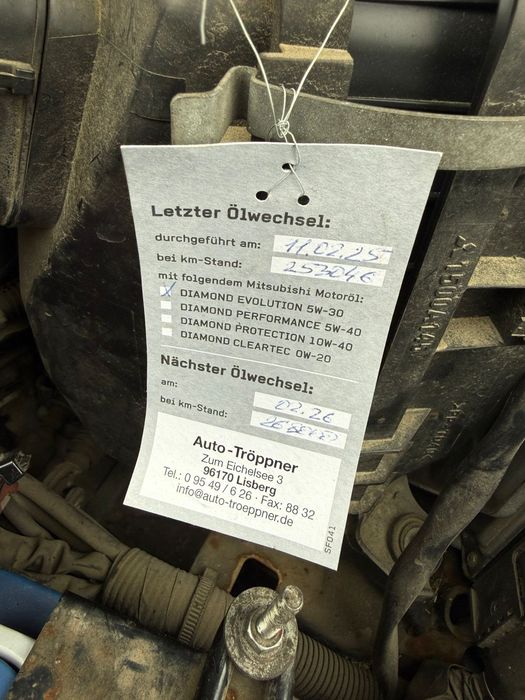 Letzter Ölwechsel:
durchgeführt am: 11.02.25
bei km-Stand: 253046
mit folgendem Mitsubishi Motoröl:
X DIAMOND EVOLUTION 5W-30
DIAMOND PERFORMANCE 5W-40
DIAMOND PROTECTION 10W-40
DIAMOND CLEARTEC 0W-20
Nächster Ölwechsel:
am: 02.26
bei km-Stand:
Auto-Tröppner
Zum Eichelsee 3
96170 Lisberg
Tel.: 0 95 49 / 6 26 · Fax: 88 32
info@auto-troeppner.de
SF041